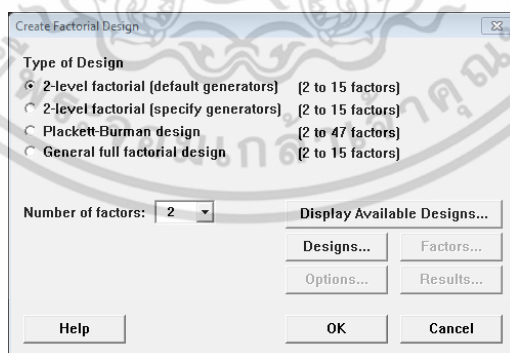 Create Factorial Design
Type of Design
2-level factorial (default generators) (2 to 15 factors)
2-level factorial (specify generators) (2 to 15 factors)
Plackett-Burman design (2 to 47 factors)
General full factorial design (2 to 15 factors)
Number of factors: 2
Display Available Designs...
Designs... Factors...
Options... Results...
Help OK Cancel